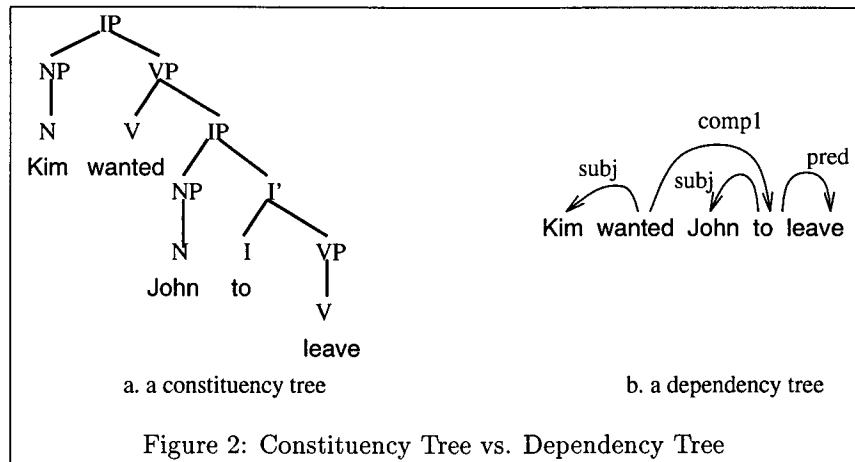 IP
NP VP
N V IP
Kim wanted
NP I'
N I VP
John to
V
leave
a. a constituency tree
comp1
subj subj pred
Kim wanted John to leave
b. a dependency tree
Figure 2: Constituency Tree vs. Dependency Tree